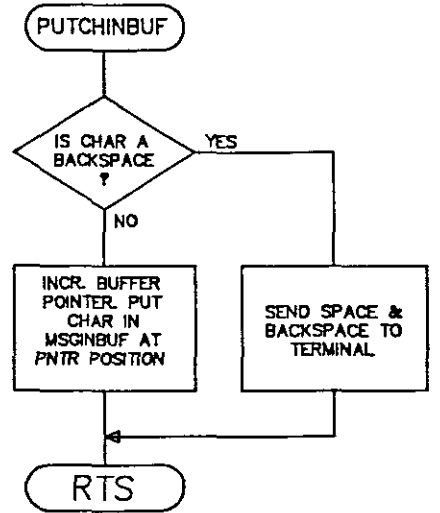 PUTCHINBUF
IS CHAR A
BACKSPACE
?
YES
NO
INCR. BUFFER
POINTER. PUT
CHAR IN
MSGINBUF AT
PNTR POSITION
SEND SPACE &
BACKSPACE TO
TERMINAL
RTS